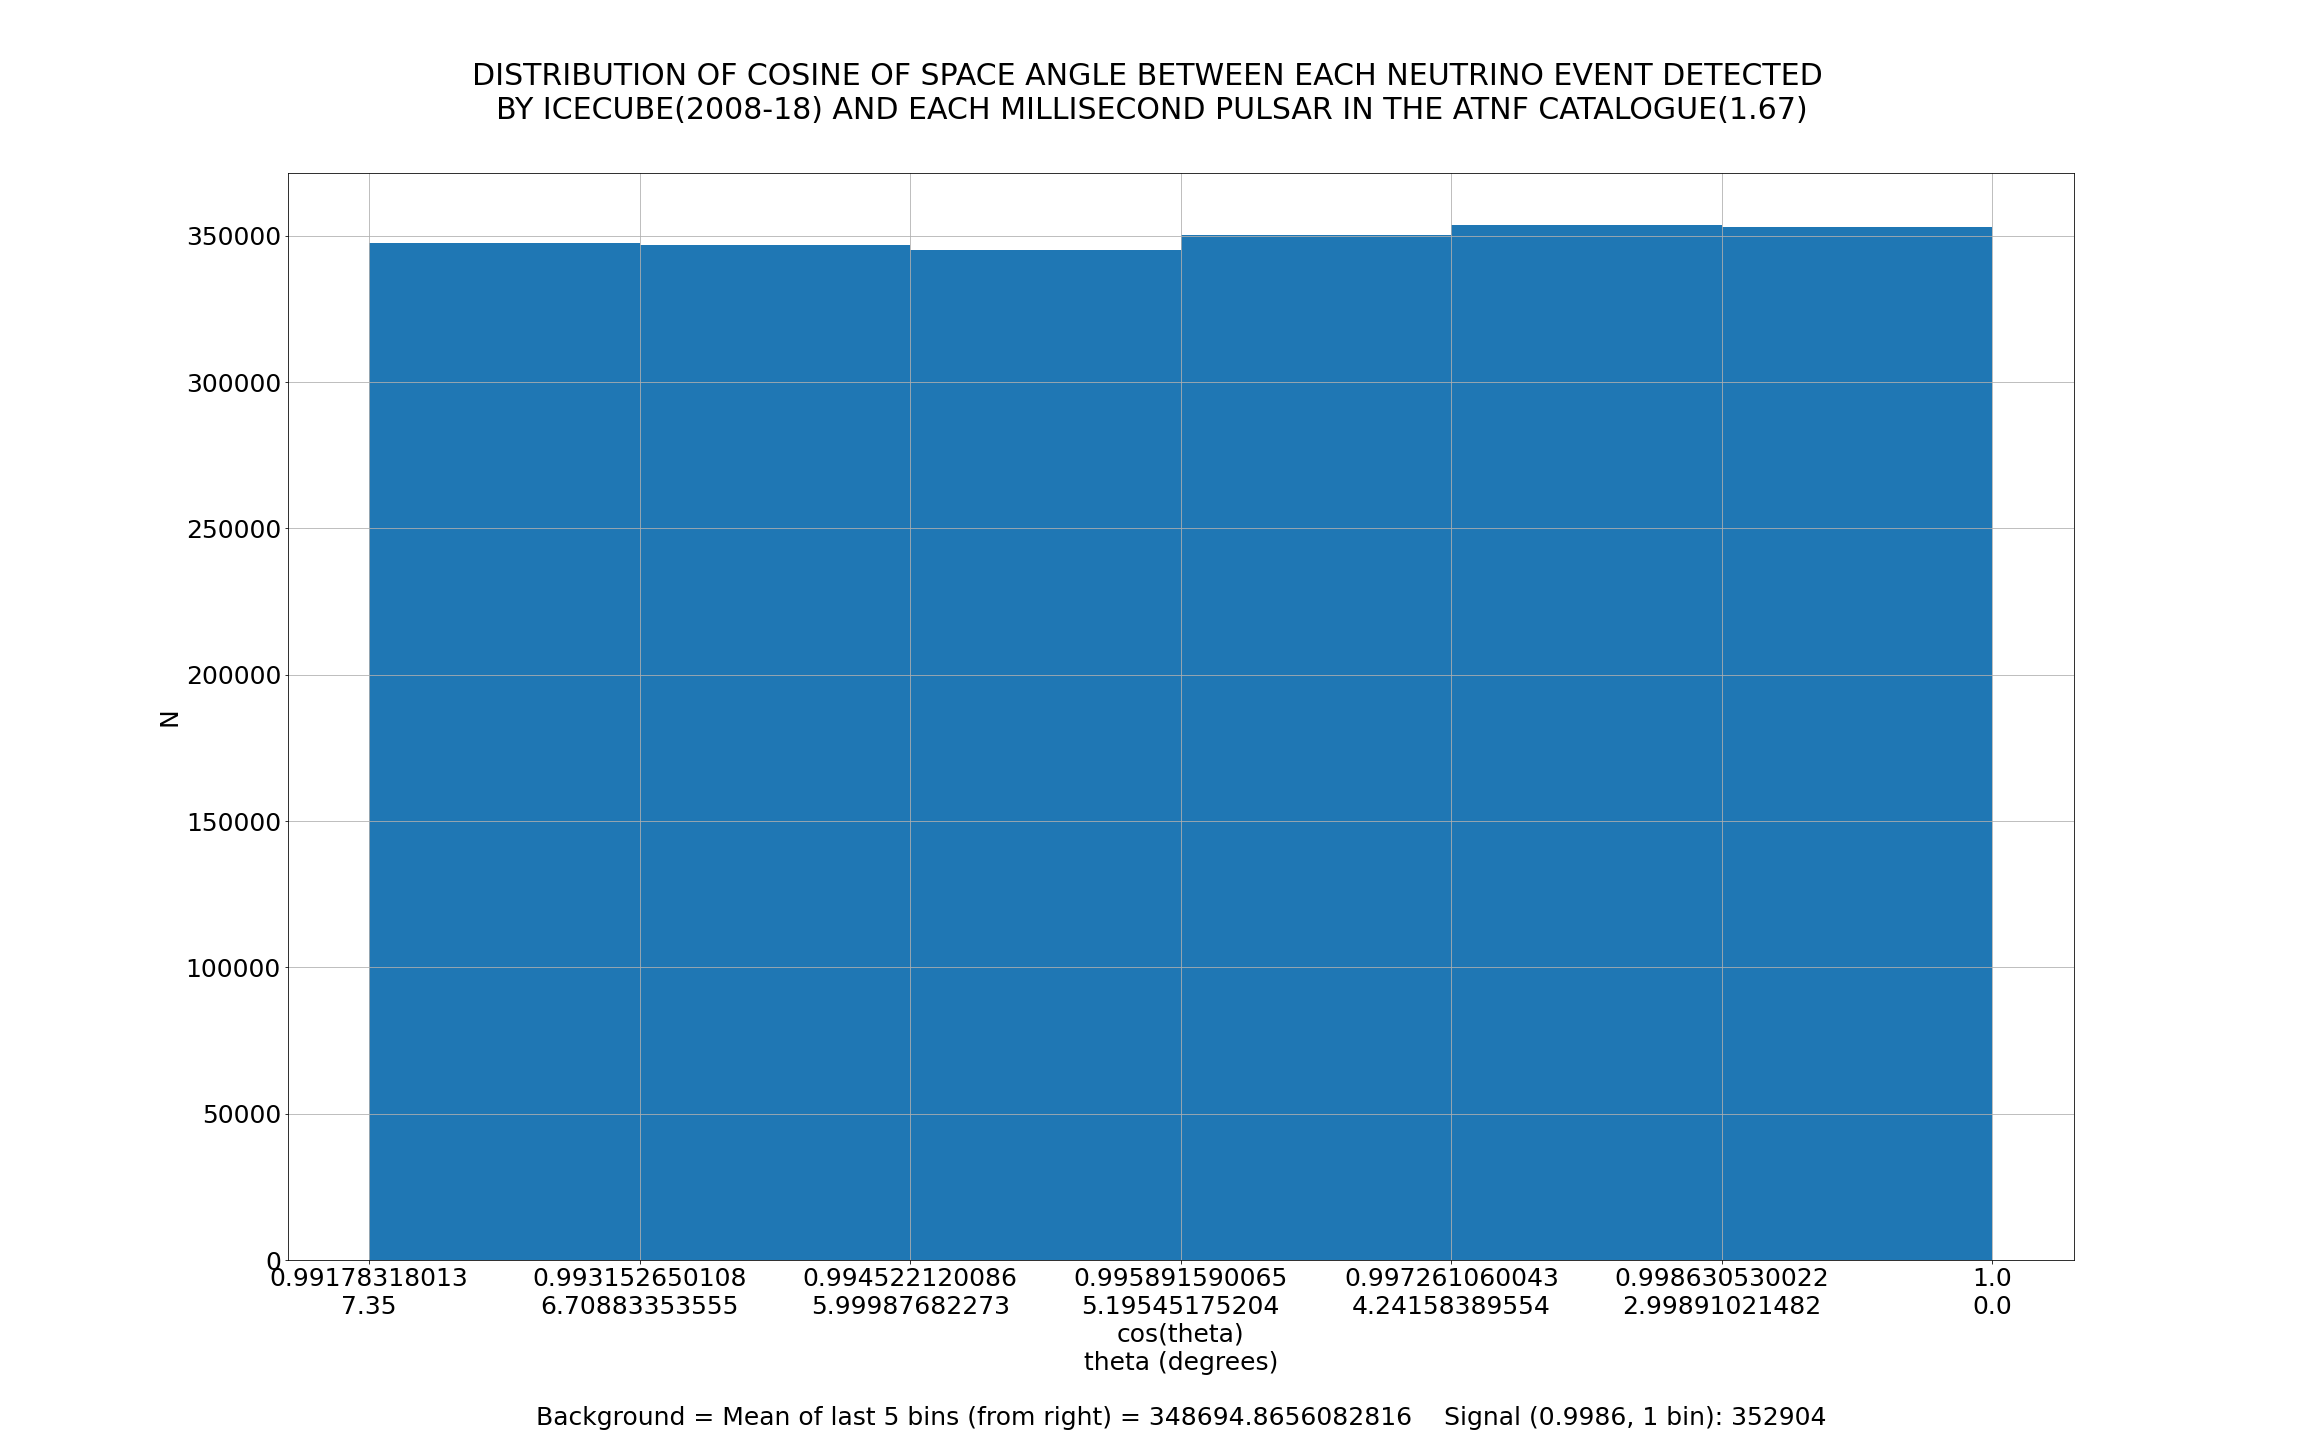 DISTRIBUTION OF COSINE OF SPACE ANGLE BETWEEN EACH NEUTRINO EVENT DETECTED
BY ICECUBE(2008-18) AND EACH MILLISECOND PULSAR IN THE ATNF CATALOGUE(1.67)
350000
300000
250000
200000
N
150000
100000
50000
0
0.99178318013 0.993152650108 0.994522120086 0.995891590065 0.997261060043 0.998630530022 1.0
7.35 6.70883353555 5.99987682273 5.19545175204 4.24158389554 2.99891021482 0.0
cos(theta)
theta (degrees)
Background = Mean of last 5 bins (from right) = 348694.8656082816 Signal (0.9986, 1 bin): 352904